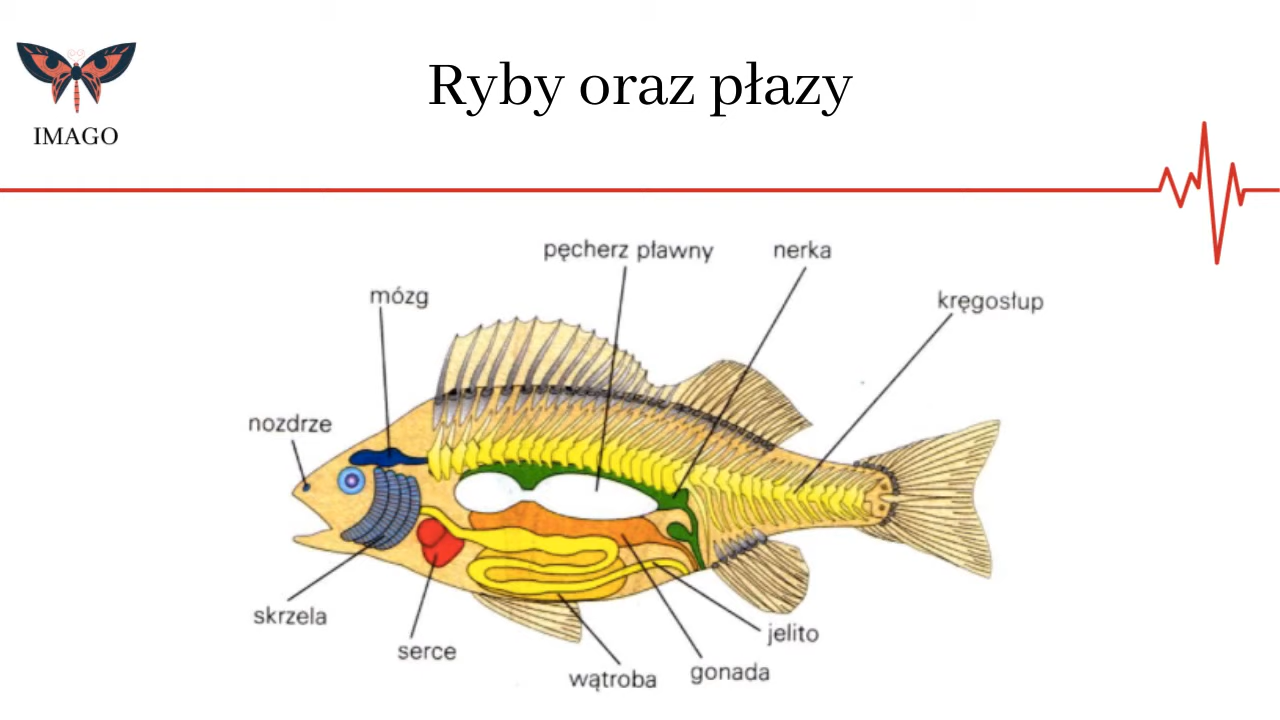 IMAGO
Ryby oraz płazy
pęcherz pławny
nerka
mózg
kręgosłup
nozdrze
skrzela
serce
jelito
gonada
wątroba